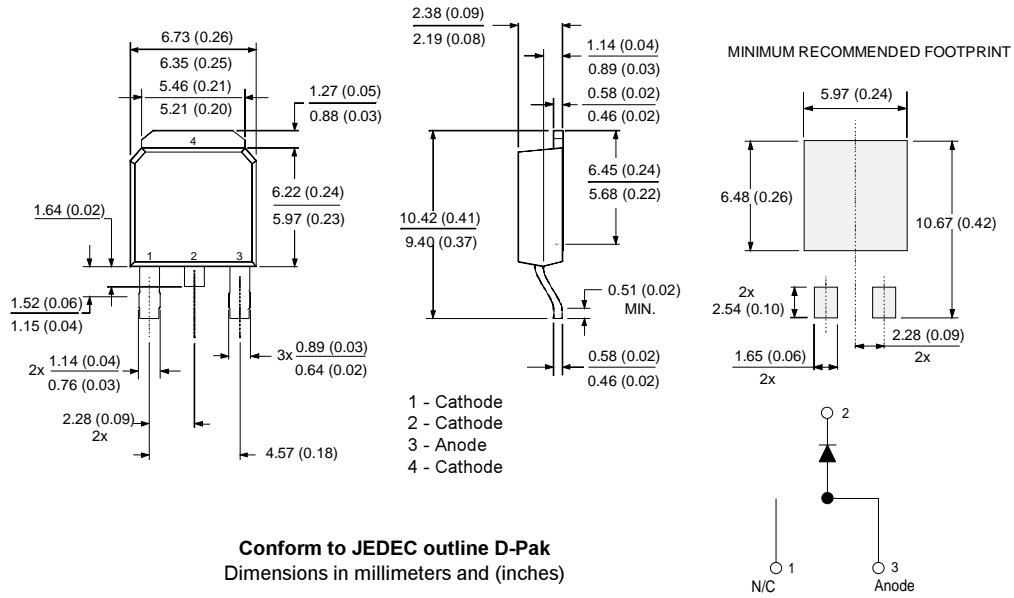 6.73 (0.26)
6.35 (0.25)
5.46 (0.21)
5.21 (0.20)
1.27 (0.05)
0.88 (0.03)
4
6.22 (0.24)
5.97 (0.23)
1.64 (0.02)
1
2
3
1.52 (0.06)
1.15 (0.04)
2x
1.14 (0.04)
0.76 (0.03)
3x
0.89 (0.03)
0.64 (0.02)
2.28 (0.09)
2x
4.57 (0.18)
2.38 (0.09)
2.19 (0.08)
1.14 (0.04)
0.89 (0.03)
0.58 (0.02)
0.46 (0.02)
10.42 (0.41)
9.40 (0.37)
6.45 (0.24)
5.68 (0.22)
0.51 (0.02)
MIN.
0.58 (0.02)
0.46 (0.02)
1 - Cathode
2 - Cathode
3 - Anode
4 - Cathode
MINIMUM RECOMMENDED FOOTPRINT
5.97 (0.24)
6.48 (0.26)
10.67 (0.42)
2x
2.54 (0.10)
2.28 (0.09)
2x
1.65 (0.06)
2x
2
1
N/C
3
Anode
Conform to JEDEC outline D-Pak
Dimensions in millimeters and (inches)